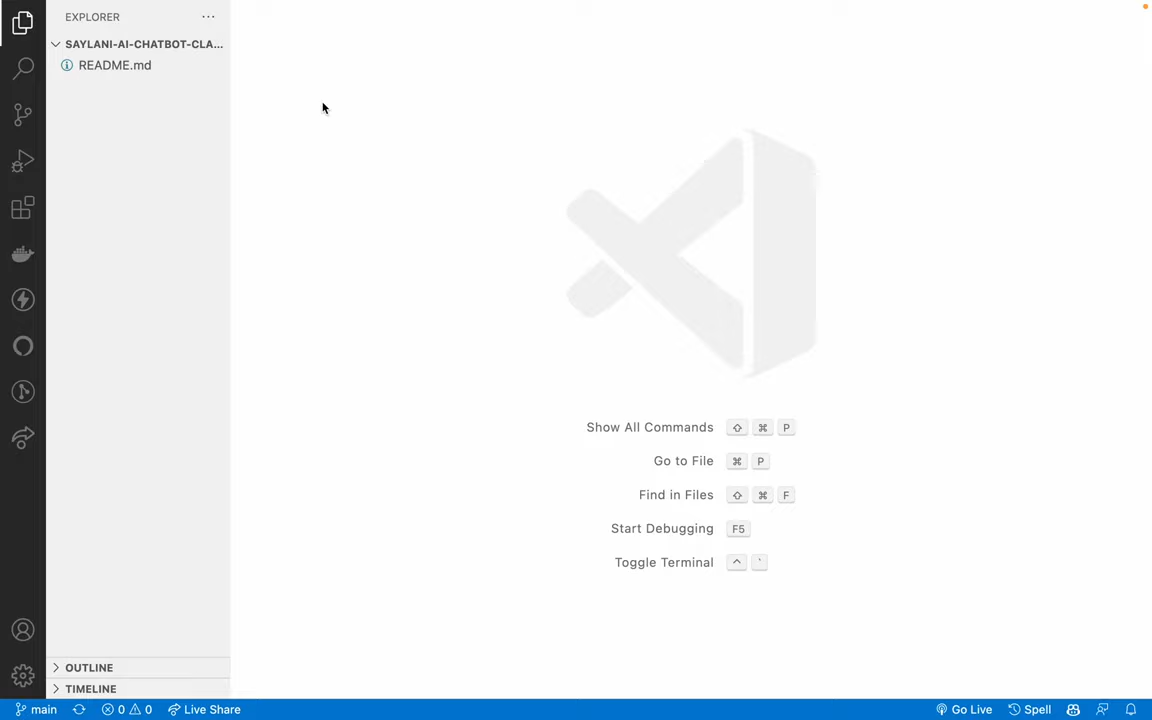 EXPLORER
SAYLANI-AI-CHATBOT-CLA...
README.md
Show All Commands ⇧ ⌘ P
Go to File ⌘ P
Find in Files ⇧ ⌘ F
Start Debugging F5
Toggle Terminal ^ `
OUTLINE
TIMELINE
main 0 0 Live Share Go Live Spell